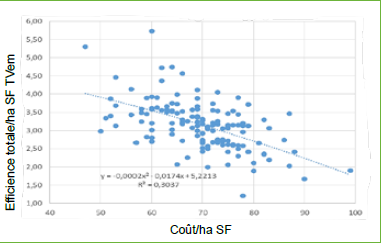 Efficience totale/ha SF TVem
6,00
5,50
5,00
4,50
4,00
3,50
3,00
2,50
2,00
1,50
1,00
y = -0,0002x² - 0,0174x + 5,2213
R² = 0,3037
40 50 60 70 80 90 100
Coût/ha SF